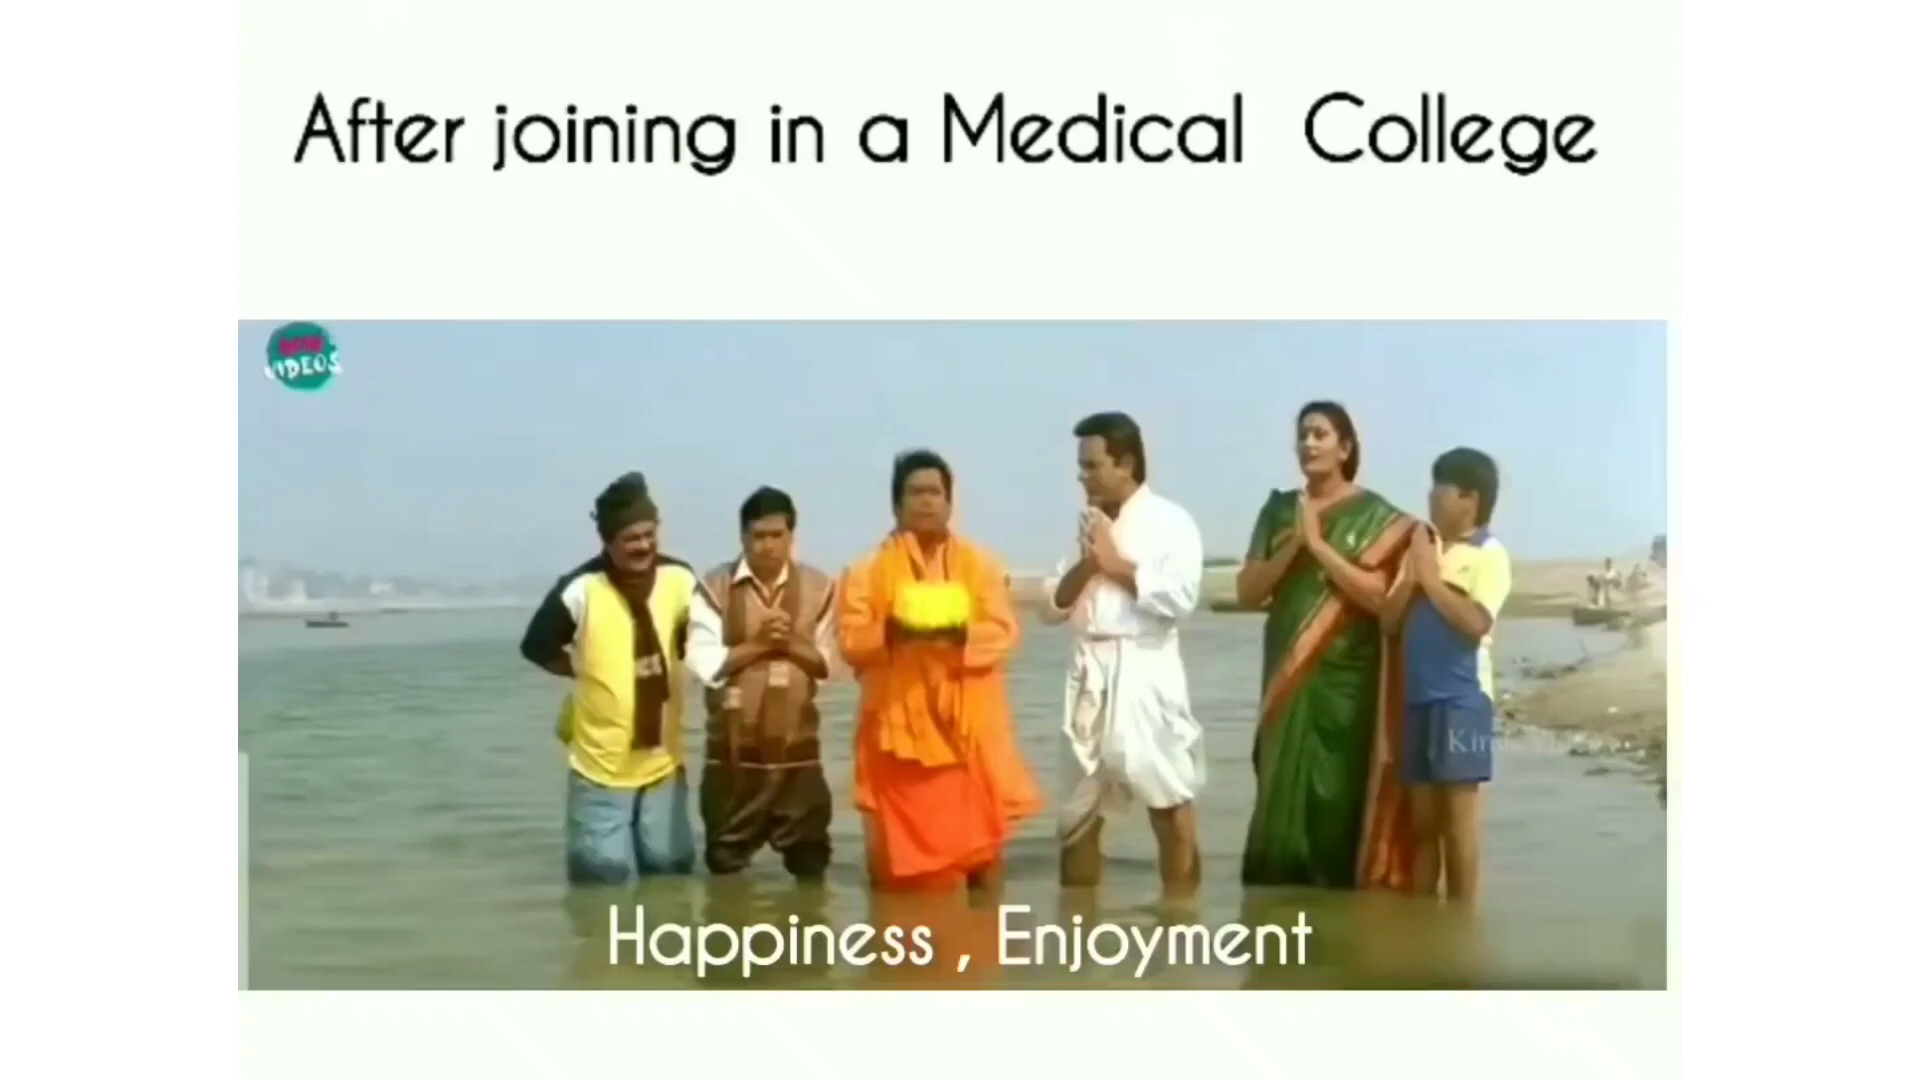 After joining in a Medical College
VIDEOS
Happiness , Enjoyment